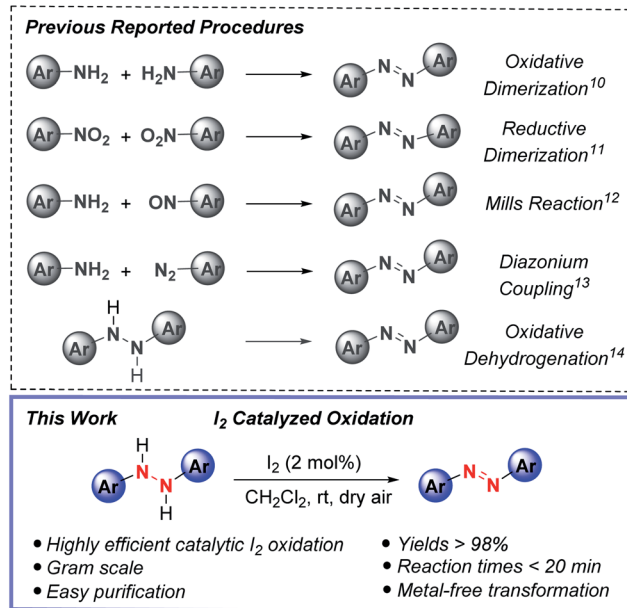 Previous Reported Procedures
Ar NH₂ + H₂N Ar Ar N N Ar Oxidative Dimerization¹⁰
Ar NO₂ + O₂N Ar Ar N N Ar Reductive Dimerization¹¹
Ar NH₂ + ON Ar Ar N N Ar Mills Reaction¹²
Ar NH₂ + N₂ Ar Ar N N Ar Diazonium Coupling¹³
H
Ar N N Ar Ar N N Ar Oxidative Dehydrogenation¹⁴
H
This Work I₂ Catalyzed Oxidation
H
Ar N N Ar I₂ (2 mol%) Ar N N Ar
H CH₂Cl₂, rt, dry air
• Highly efficient catalytic I₂ oxidation • Yields > 98%
• Gram scale • Reaction times < 20 min
• Easy purification • Metal-free transformation